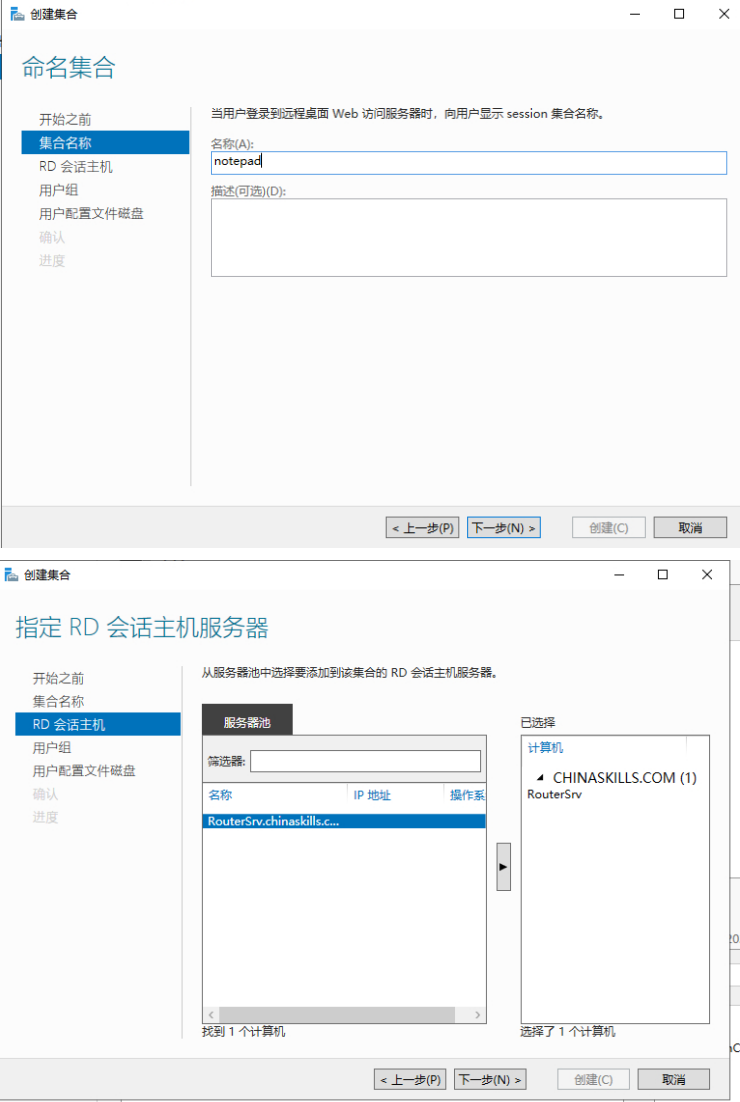 创建集合
命名集合
开始之前
集合名称
RD 会话主机
用户组
用户配置文件磁盘
确认
进度
当用户登录到远程桌面 Web 访问服务器时，向用户显示 session 集合名称。
名称(A):
notepad
描述(可选)(D):
< 上一步(P)
下一步(N) >
创建(C)
取消
创建集合
指定 RD 会话主机服务器
开始之前
集合名称
RD 会话主机
用户组
用户配置文件磁盘
确认
进度
从服务器池中选择要添加到该集合的 RD 会话主机服务器。
服务器池
筛选器:
名称 IP 地址 操作系
RouterSrv.chinaskills.c...
找到 1 个计算机
已选择
计算机
CHINASKILLS.COM (1)
RouterSrv
选择了 1 个计算机
< 上一步(P)
下一步(N) >
创建(C)
取消